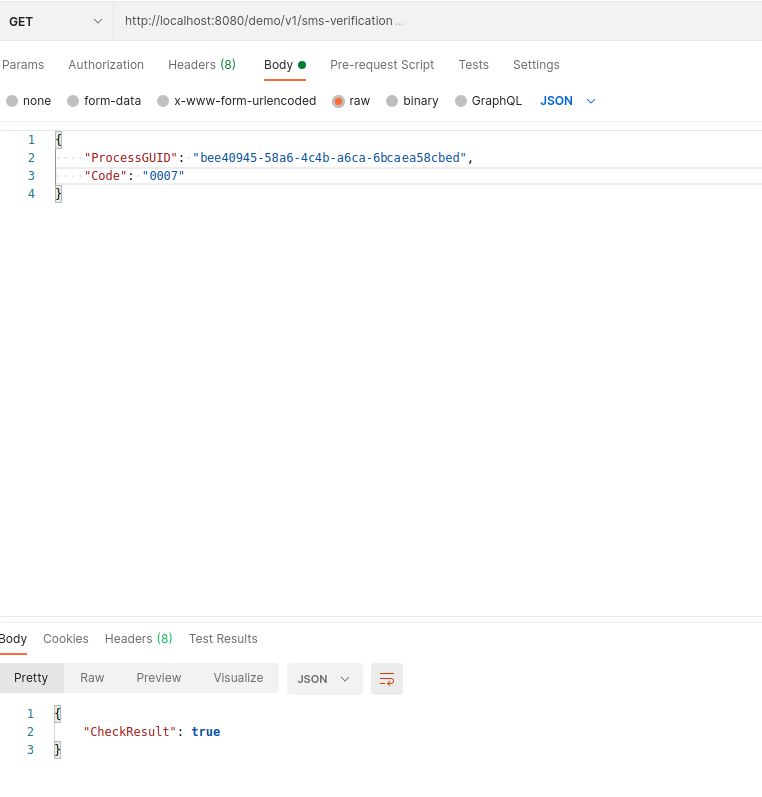 GET http://localhost:8080/demo/v1/sms-verification ...
Params Authorization Headers (8) Body Pre-request Script Tests Settings
none form-data x-www-form-urlencoded raw binary GraphQL JSON
1 {
2 ····"ProcessGUID":·"bee40945-58a6-4c4b-a6ca-6bcaea58cbed",
3 ····"Code":·"0007"
4 }
Body Cookies Headers (8) Test Results
Pretty Raw Preview Visualize JSON
1 {
2 "CheckResult": true
3 }